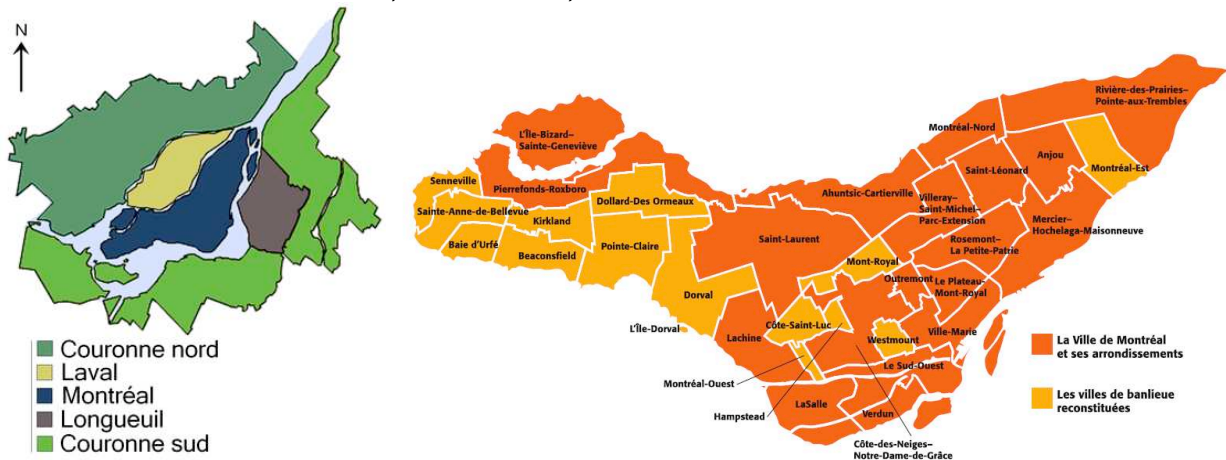 N
Couronne nord
Laval
Montréal
Longueuil
Couronne sud
Rivière-des-Prairies–
Pointe-aux-Trembles
Montréal-Nord
L'Île-Bizard–
Sainte-Geneviève
Saint-Léonard
Anjou
Montréal-Est
Senneville
Pierrefonds-Roxboro
Ahuntsic-Cartierville
Dollard-Des Ormeaux
Villeray–
Saint-Michel–
Parc-Extension
Sainte-Anne-de-Bellevue
Kirkland
Mercier–
Hochelaga-Maisonneuve
Saint-Laurent
Rosemont–
La Petite-Patrie
Baie d'Urfé
Beaconsfield
Pointe-Claire
Mont-Royal
Outremont
Le Plateau-
Mont-Royal
Dorval
L'Île-Dorval
Lachine
Côte-Saint-Luc
Ville-Marie
Westmount
Le Sud-Ouest
Montréal-Ouest
Hampstead
LaSalle
Verdun
Côte-des-Neiges–
Notre-Dame-de-Grâce
La Ville de Montréal
et ses arrondissements
Les villes de banlieue
reconstituées